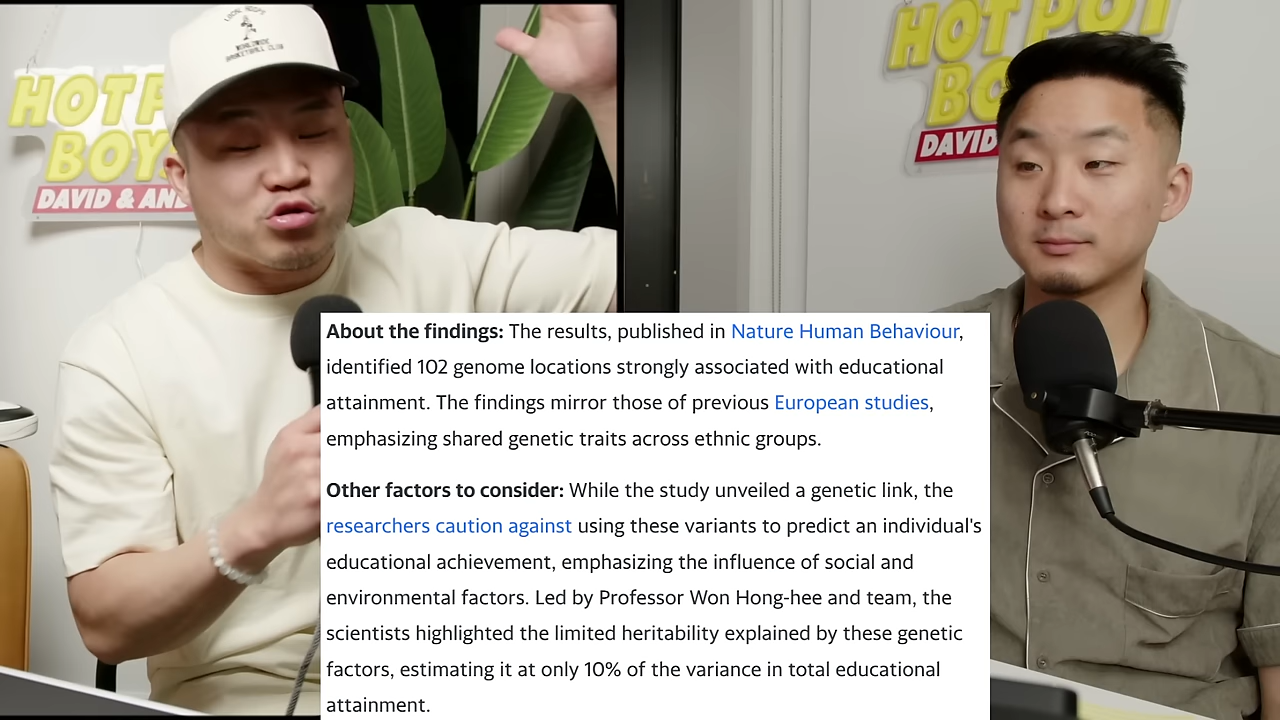 LOCAL HOOPS
WORLDWIDE
BASKETBALL CLUB
HOT P
BOY
DAVID & AN
HOT POT
BO
DAVID
About the findings: The results, published in Nature Human Behaviour,
identified 102 genome locations strongly associated with educational
attainment. The findings mirror those of previous European studies,
emphasizing shared genetic traits across ethnic groups.
Other factors to consider: While the study unveiled a genetic link, the
researchers caution against using these variants to predict an individual's
educational achievement, emphasizing the influence of social and
environmental factors. Led by Professor Won Hong-hee and team, the
scientists highlighted the limited heritability explained by these genetic
factors, estimating it at only 10% of the variance in total educational
attainment.